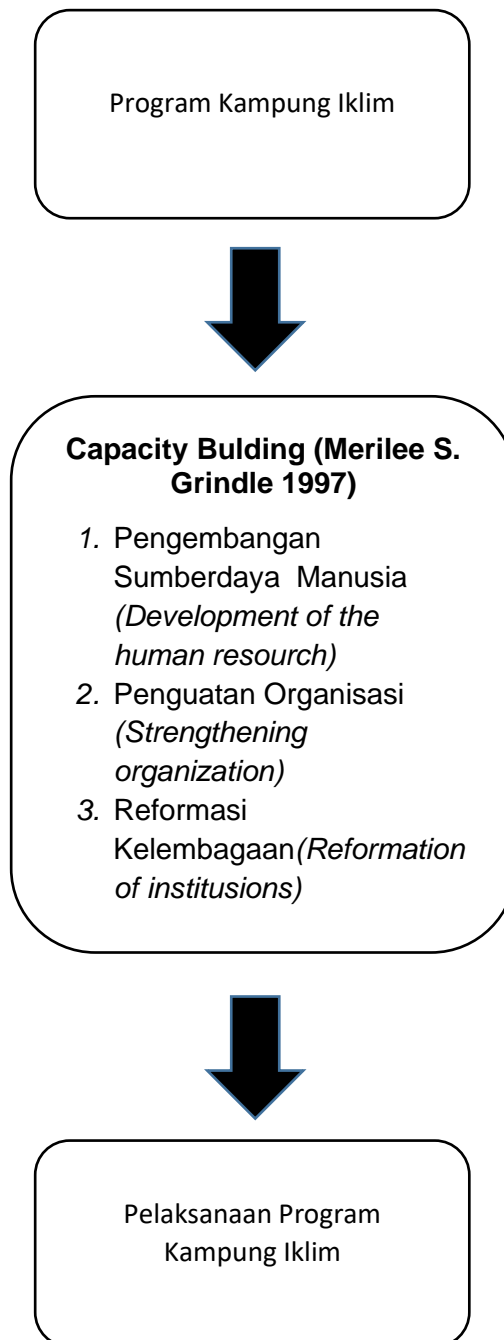 Program Kampung Iklim
Capacity Bulding (Merilee S.
Grindle 1997)
1. Pengembangan
Sumberdaya Manusia
(Development of the
human resourch)
2. Penguatan Organisasi
(Strengthening
organization)
3. Reformasi
Kelembagaan(Reformation
of institusions)
Pelaksanaan Program
Kampung Iklim